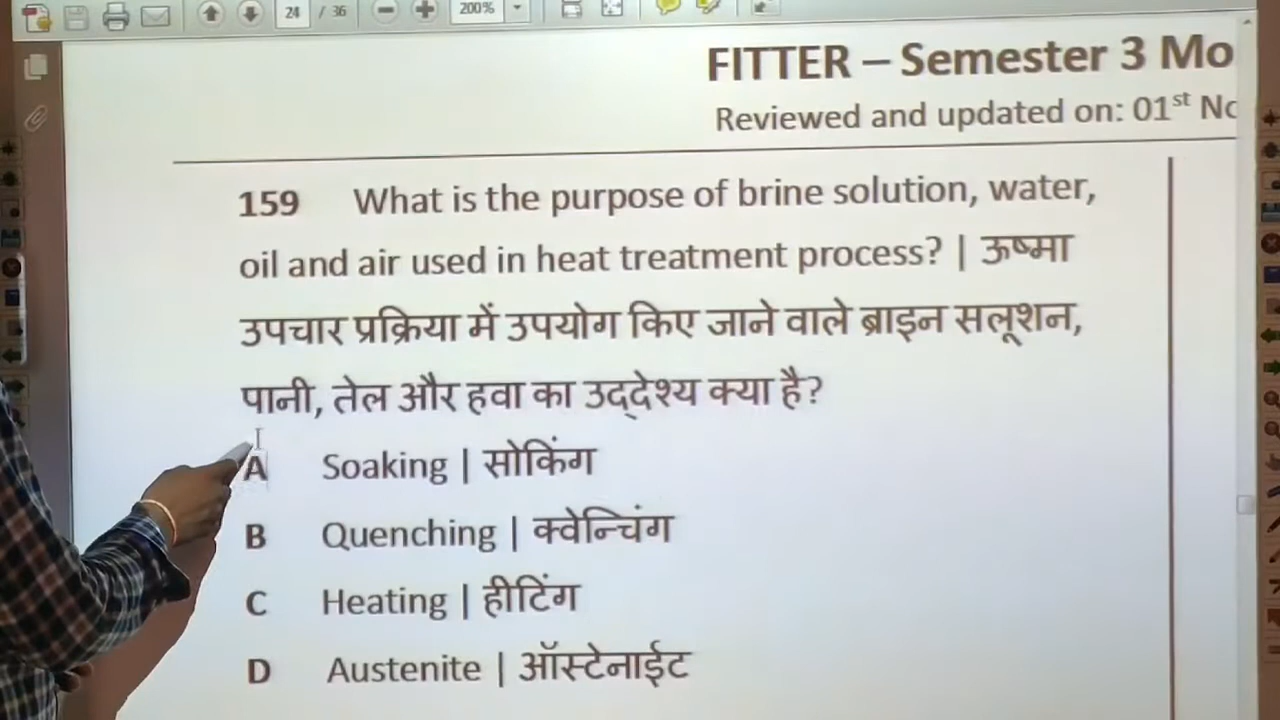 24 / 36
200%
FITTER – Semester 3 Mo
Reviewed and updated on: 01st No
159 What is the purpose of brine solution, water,
oil and air used in heat treatment process? | ऊष्मा
उपचार प्रक्रिया में उपयोग किए जाने वाले ब्राइन सलूशन,
पानी, तेल और हवा का उद्देश्य क्या है?
A Soaking | सोकिंग
B Quenching | क्वेन्चिंग
C Heating | हीटिंग
D Austenite | ऑस्टेनाईट